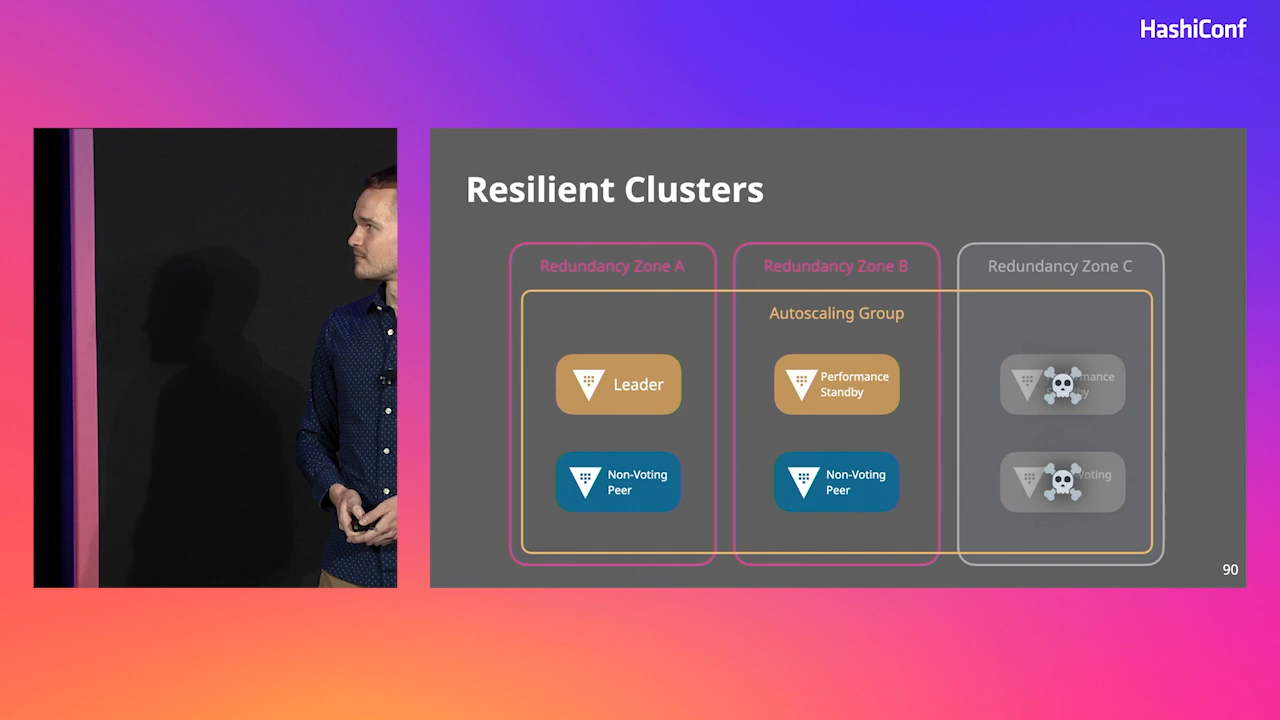 HashiConf
Resilient Clusters
Redundancy Zone A
Redundancy Zone B
Redundancy Zone C
Autoscaling Group
Leader
Performance
Standby
Non-Voting
Peer
Non-Voting
Peer
90